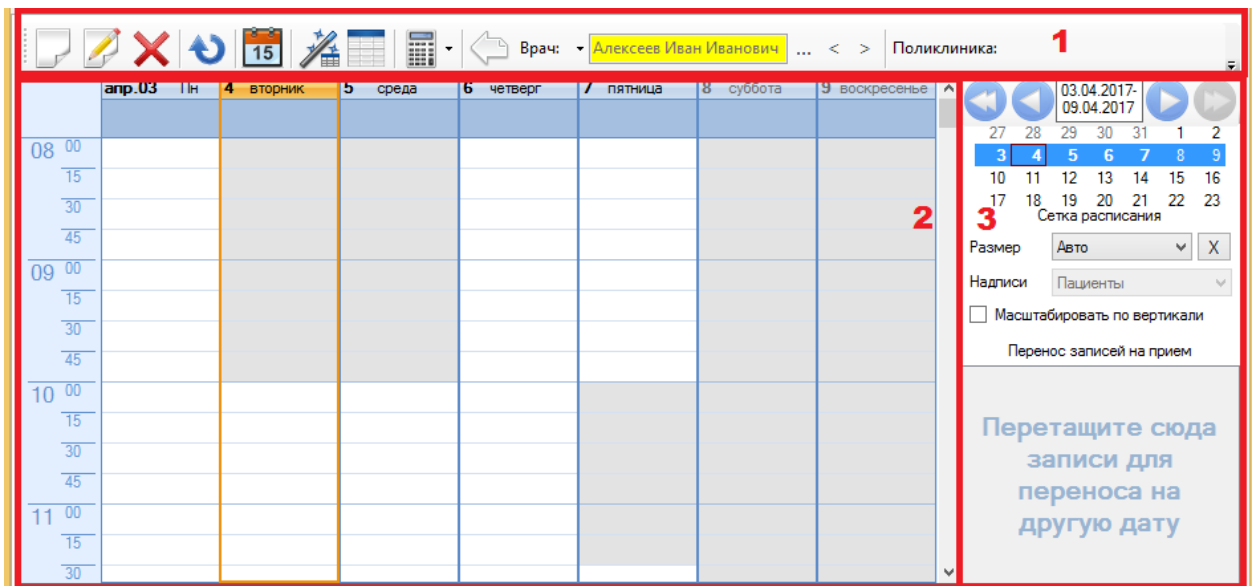 15 Врач: Алексеев Иван Иванович ... < > Поликлиника: 1
апр.03 Пн 4 вторник 5 среда 6 четверг 7 пятница 8 суббота 9 воскресенье
08 00
15
30
45
09 00
15
30
45
10 00
15
30
45
11 00
15
30
2
03.04.2017-
09.04.2017
27 28 29 30 31 1 2
3 4 5 6 7 8 9
10 11 12 13 14 15 16
17 18 19 20 21 22 23
3
Сетка расписания
Размер Авто X
Надписи Пациенты
Масштабировать по вертикали
Перенос записей на прием
Перетащите сюда
записи для
переноса на
другую дату